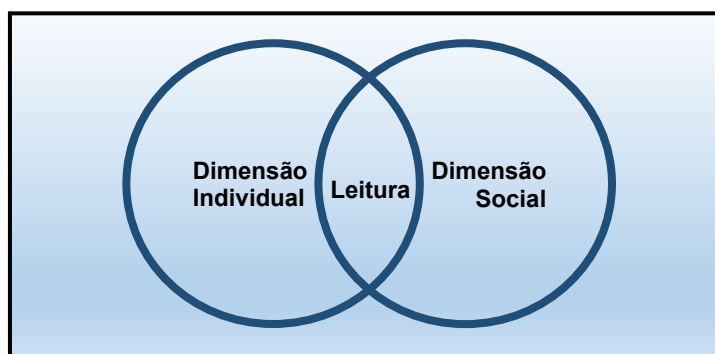 Dimensão
Individual
Leitura
Dimensão
Social